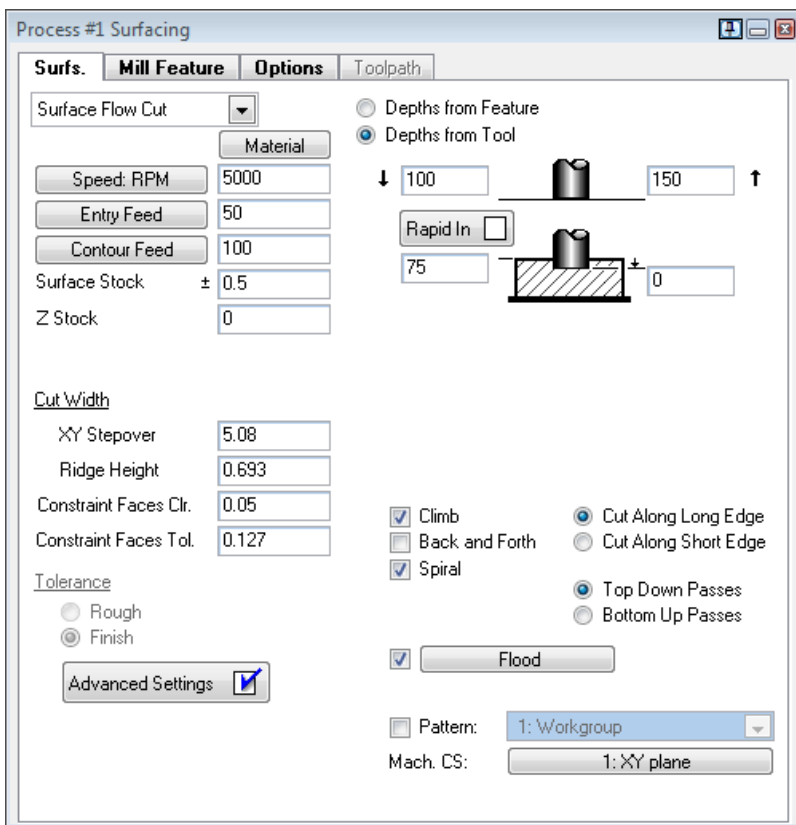 Process #1 Surfacing
Surfs. Mill Feature Options Toolpath
Surface Flow Cut
Material
Speed: RPM 5000
Entry Feed 50
Contour Feed 100
Surface Stock ± 0.5
Z Stock 0
Depths from Feature
Depths from Tool
100 150
Rapid In
75 0
Cut Width
XY Stepover 5.08
Ridge Height 0.693
Constraint Faces Clr. 0.05
Constraint Faces Tol. 0.127
Tolerance
Rough
Finish
Advanced Settings
Climb
Back and Forth
Spiral
Cut Along Long Edge
Cut Along Short Edge
Top Down Passes
Bottom Up Passes
Flood
Pattern: 1: Workgroup
Mach. CS: 1: XY plane